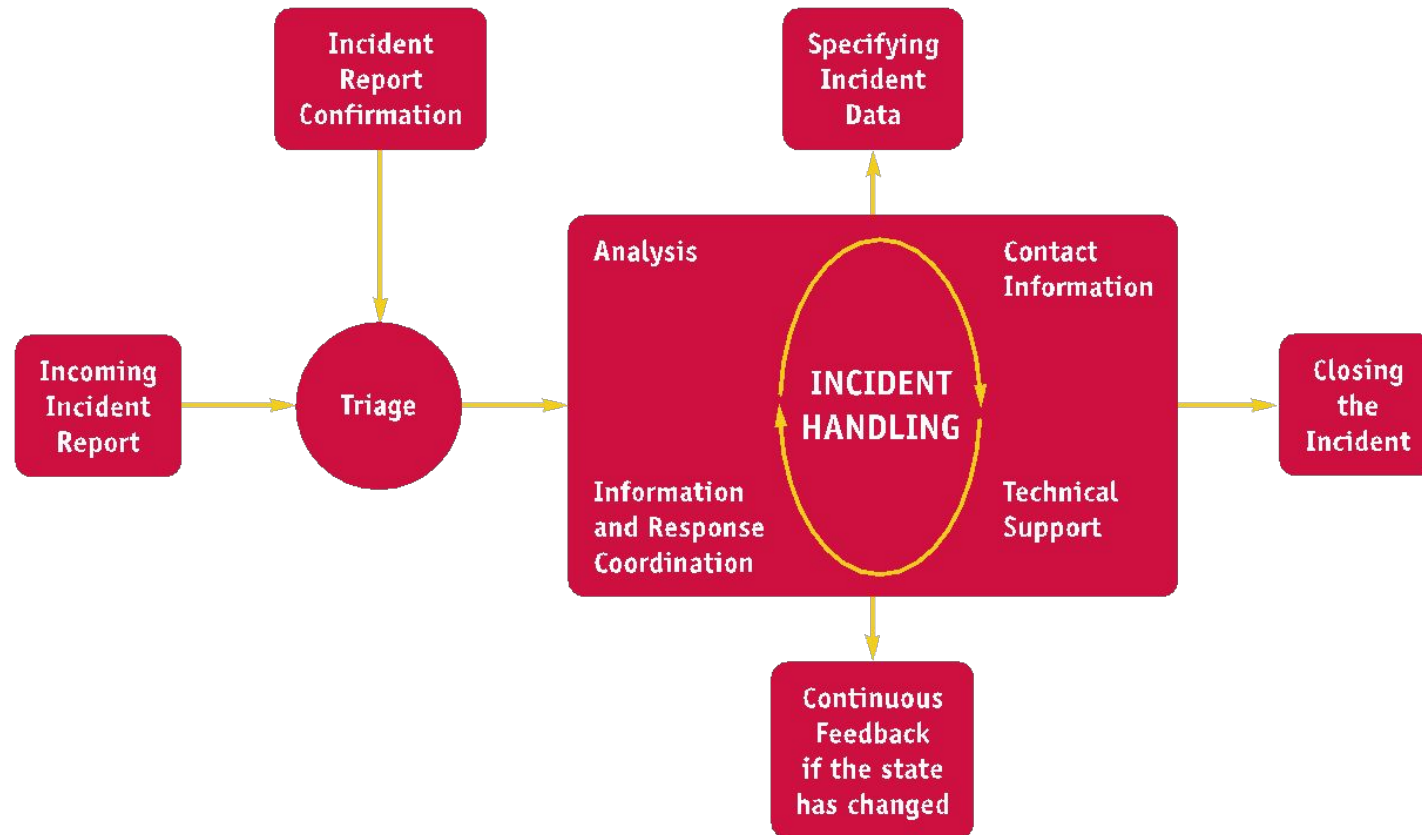 Incident
Report
Confirmation
Specifying
Incident
Data
Incoming
Incident
Report
Triage
Analysis
Contact
Information
INCIDENT
HANDLING
Information
and Response
Coordination
Technical
Support
Closing
the
Incident
Continuous
Feedback
if the state
has changed